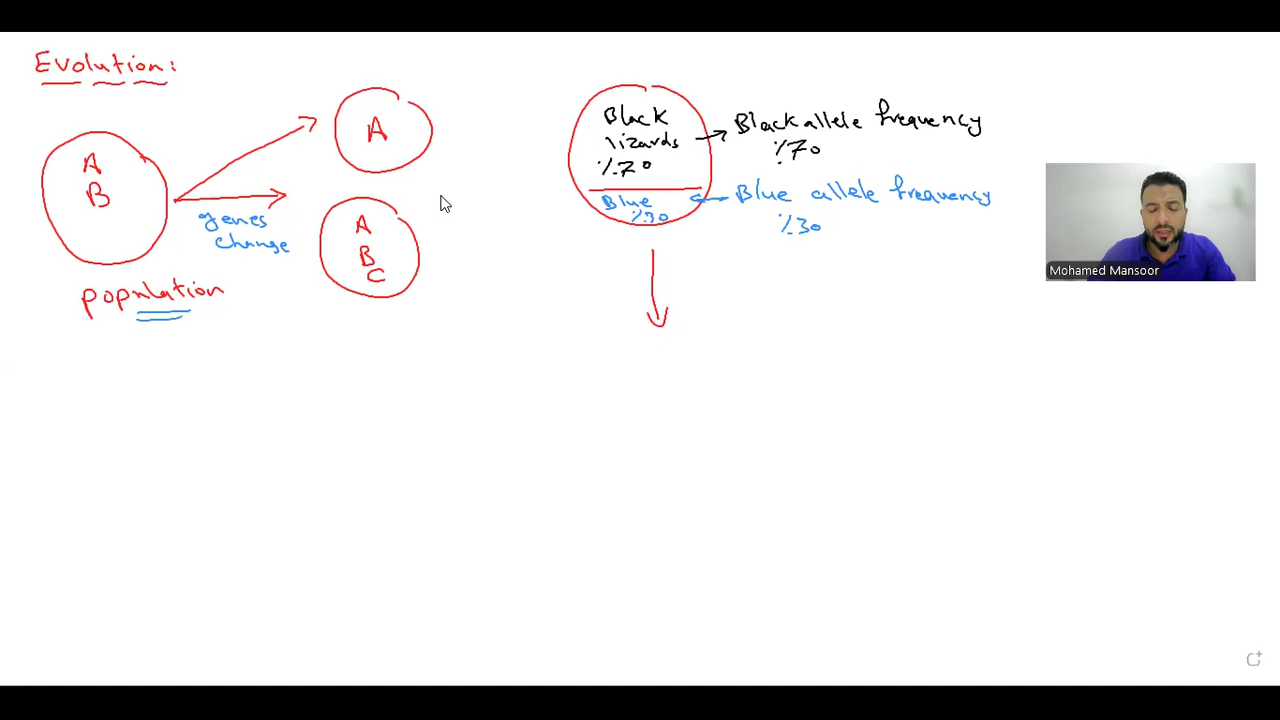 Evolution:
A
B
genes
change
population
A
A
B
C
Black
lizards
%70
Blue
%30
Black allele frequency
%70
Blue allele frequency
%30
Mohamed Mansoor